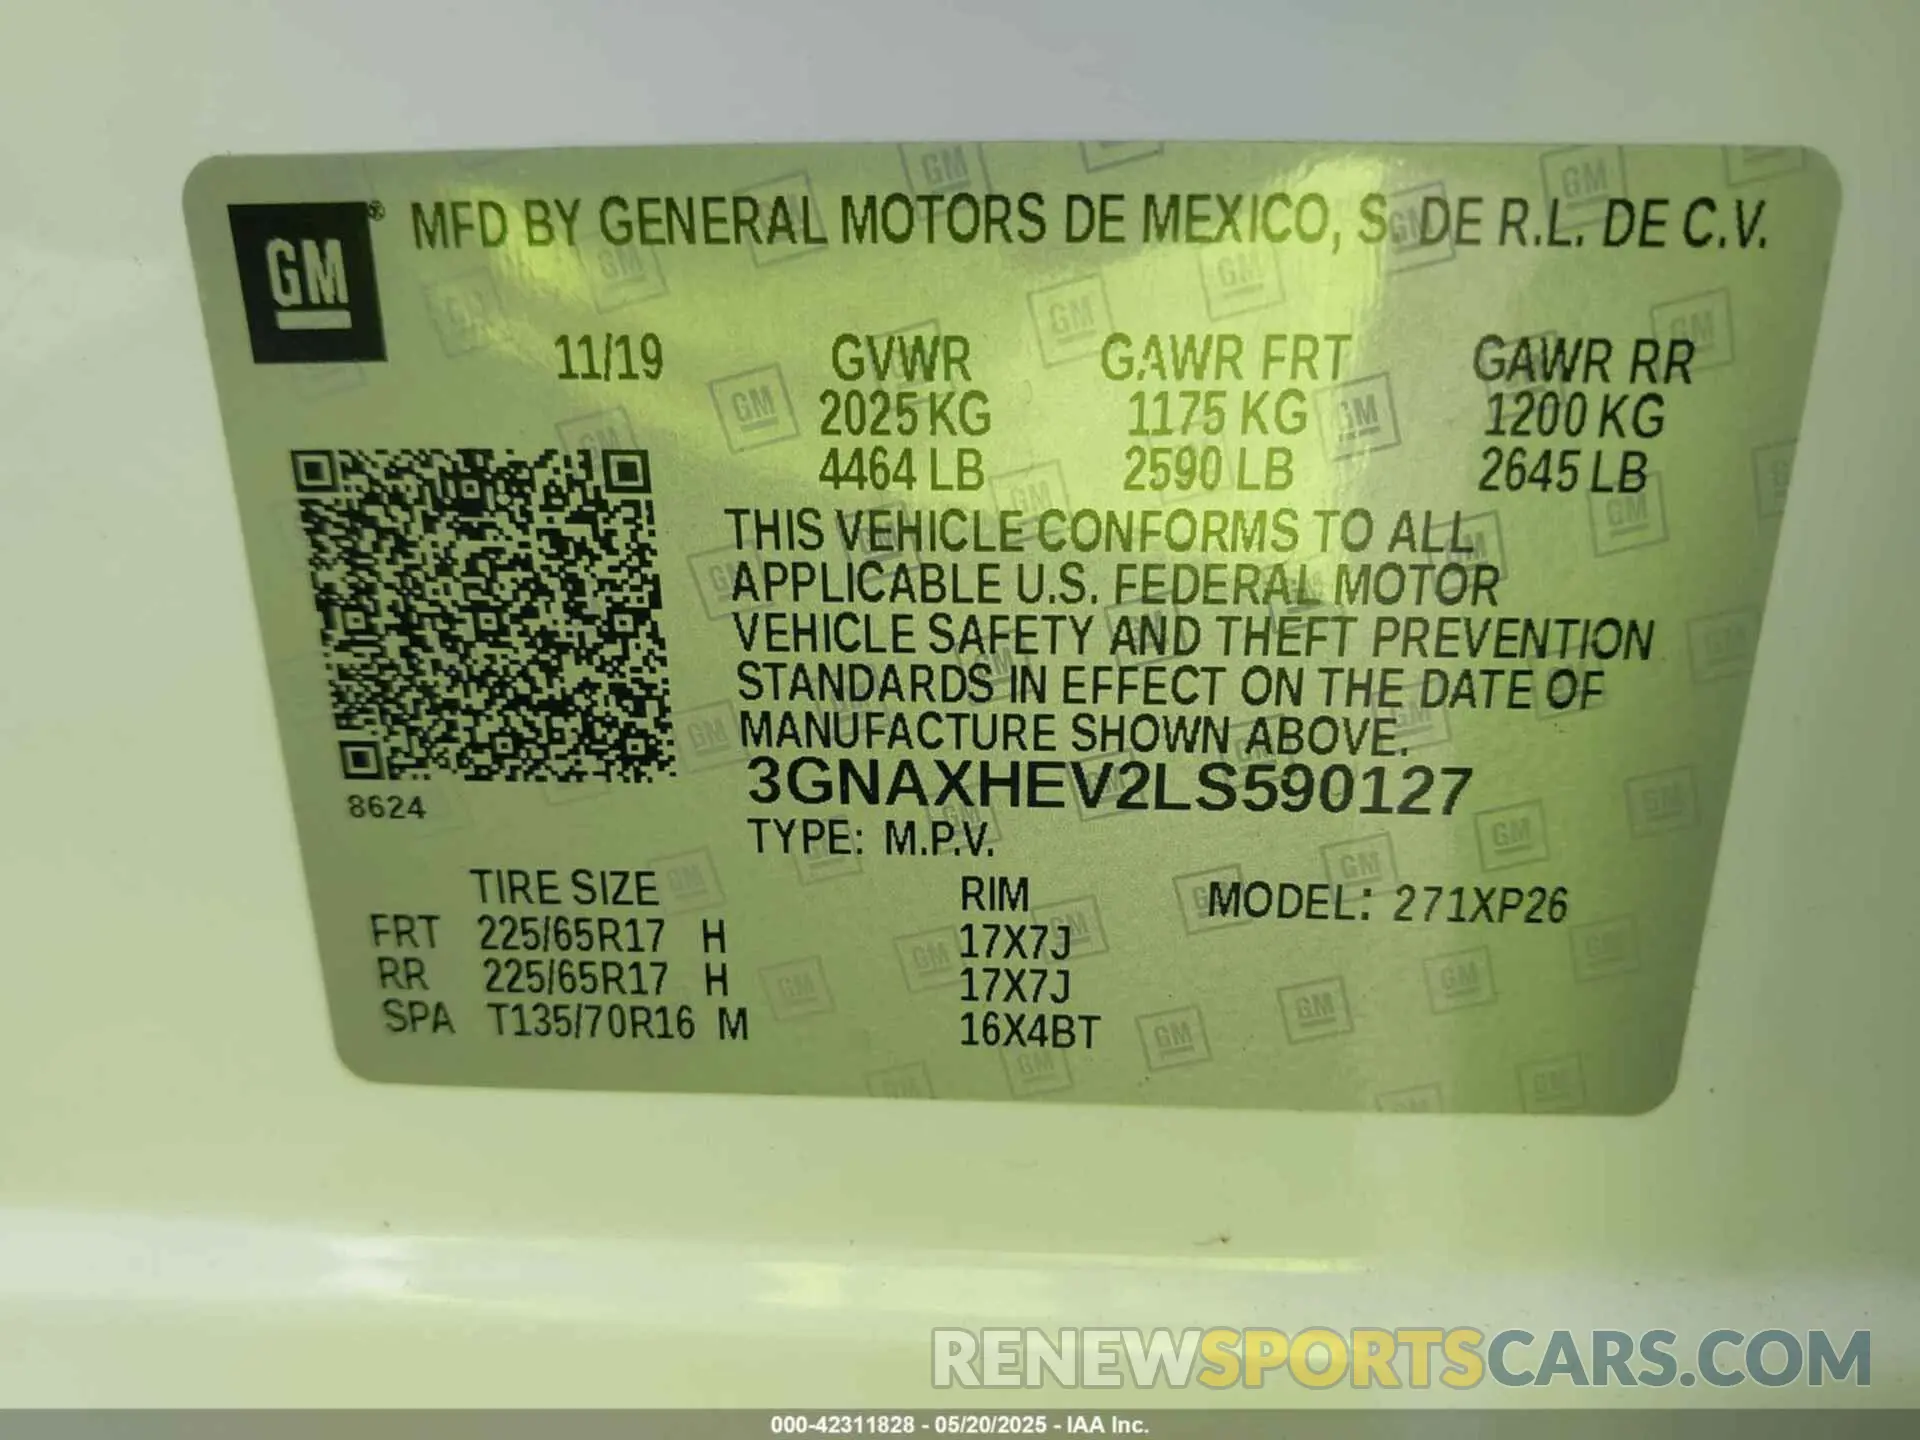 GM® MFD BY GENERAL MOTORS DE MEXICO, S. DE R.L. DE C.V.
11/19 GVWR GAWR FRT GAWR RR
2025 KG 1175 KG 1200 KG
4464 LB 2590 LB 2645 LB
THIS VEHICLE CONFORMS TO ALL
APPLICABLE U.S. FEDERAL MOTOR
VEHICLE SAFETY AND THEFT PREVENTION
STANDARDS IN EFFECT ON THE DATE OF
MANUFACTURE SHOWN ABOVE.
3GNAXHEV2LS590127
8624
TYPE: M.P.V.
TIRE SIZE RIM MODEL: 271XP26
FRT 225/65R17 H 17X7J
RR 225/65R17 H 17X7J
SPA T135/70R16 M 16X4BT
RENEWSPORTSCARS.COM
000-42311828 - 05/20/2025 - IAA Inc.